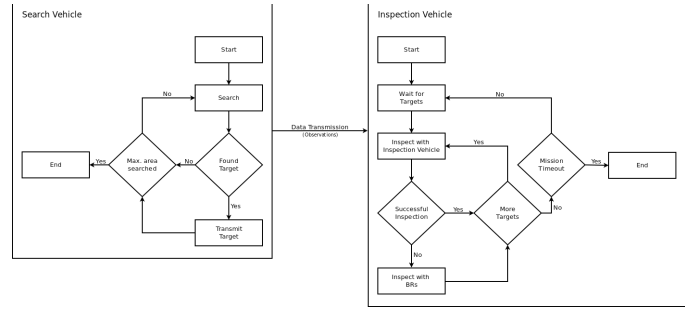 Search Vehicle
Start
Search
No
Found
Target
No
Max. area
searched
Yes
End
Yes
Transmit
Target
Data Transmission
(Observations)
Inspection Vehicle
Start
Wait for
Targets
No
Inspect with
Inspection Vehicle
Yes
Mission
Timeout
Yes
End
Successful
Inspection
Yes
More
Targets
No
No
Inspect with
BRs